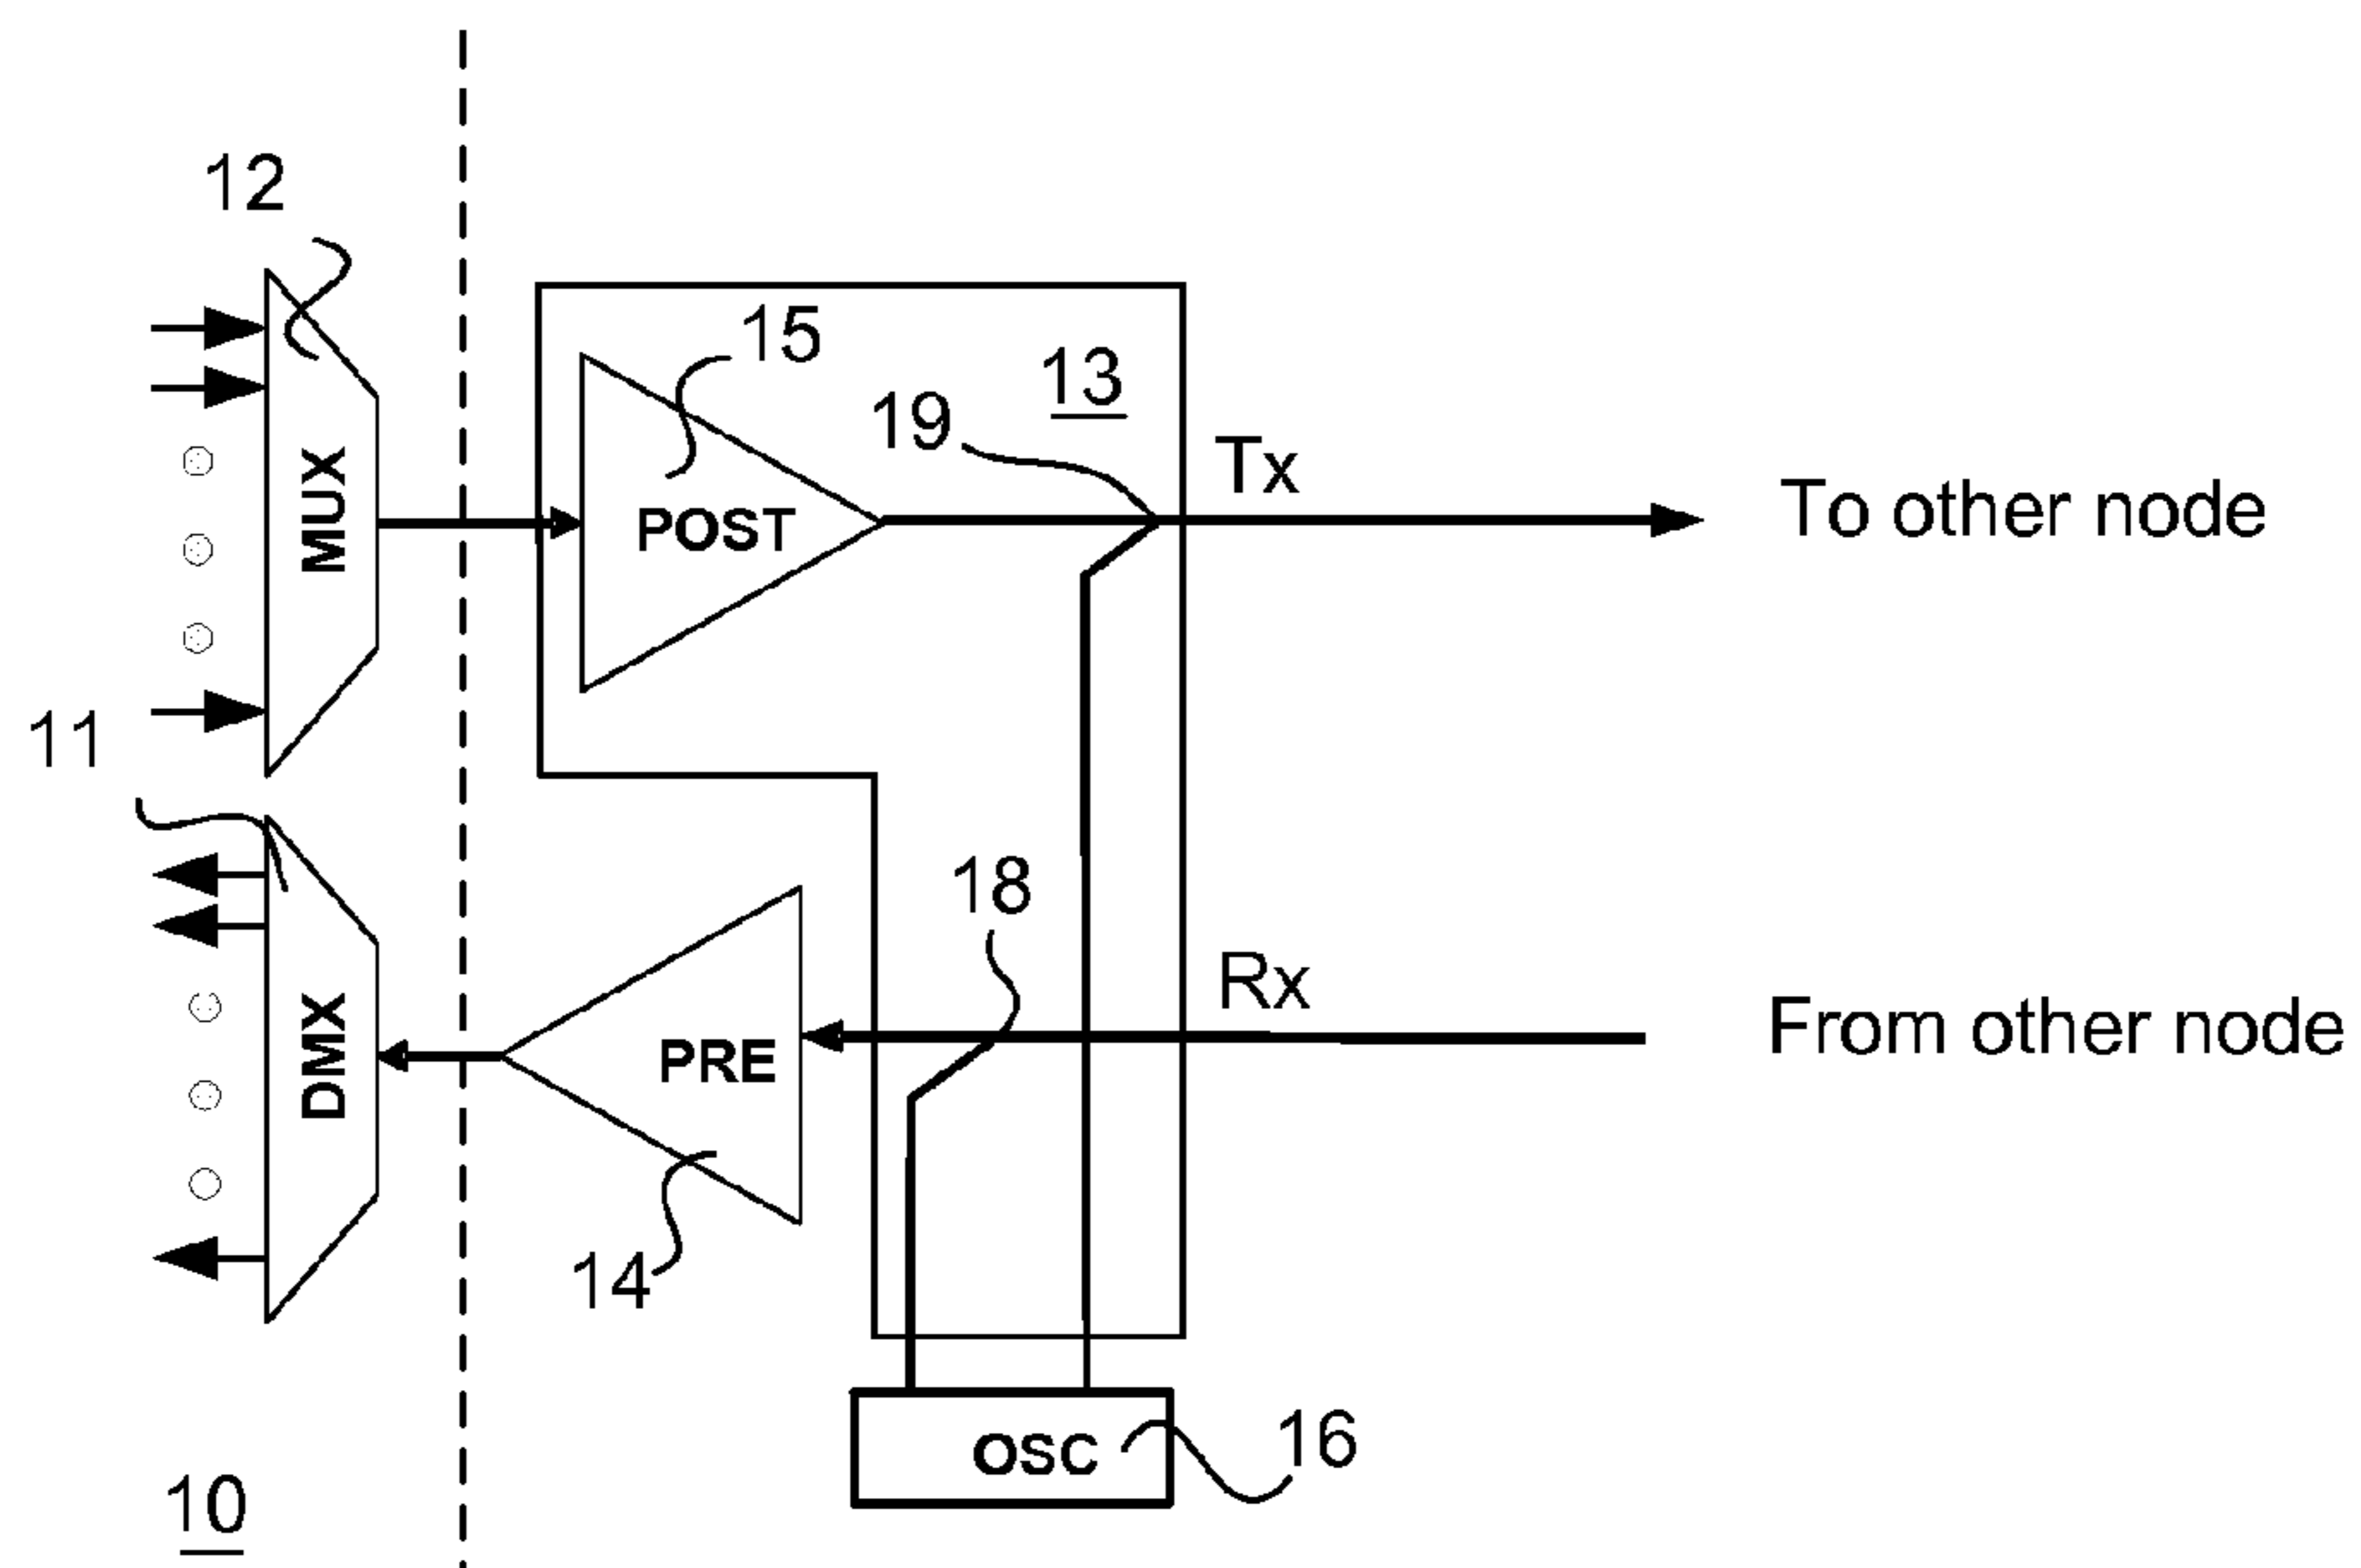 12
15
13
19
Tx
To other node
MUX
POST
11
18
Rx
From other node
DMX
PRE
14
16
OSC
10